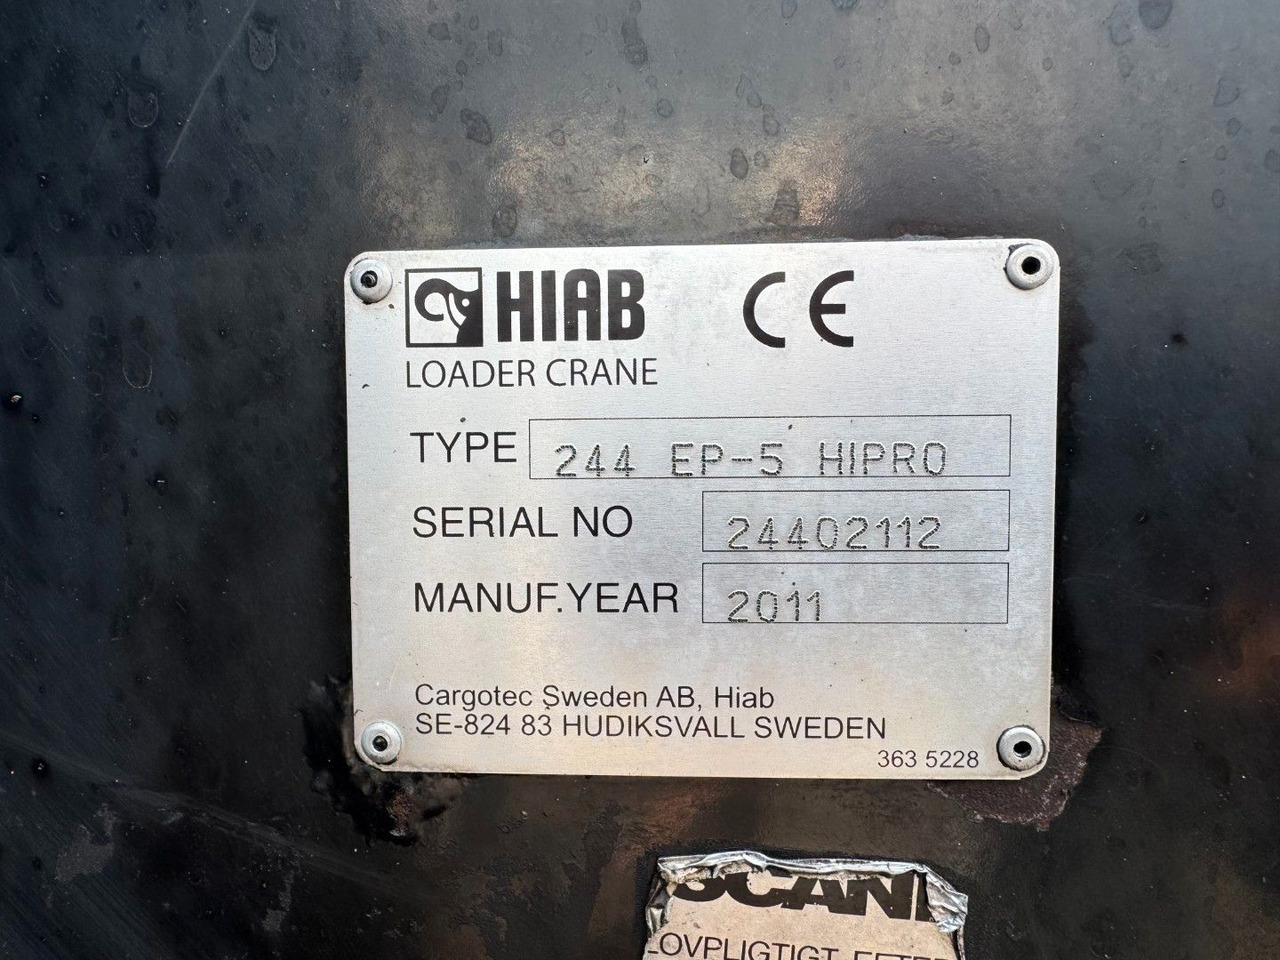 HIAB CE
LOADER CRANE
TYPE 244 EP-5 HIPRO
SERIAL NO 24402112
MANUF.YEAR 2011
Cargotec Sweden AB, Hiab
SE-824 83 HUDIKSVALL SWEDEN
363 5228
LOVPLIGTIGT